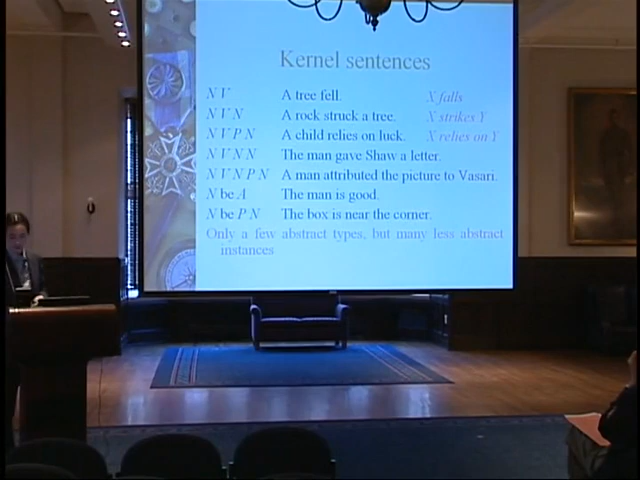 Kernel sentences
N V A tree fell. X falls
N V N A rock struck a tree. X strikes Y
N V P N A child relies on luck. X relies on Y
N V N N The man gave Shaw a letter.
N V N P N A man attributed the picture to Vasari.
N be A The man is good.
N be P N The box is near the corner.
Only a few abstract types, but many less abstract
instances